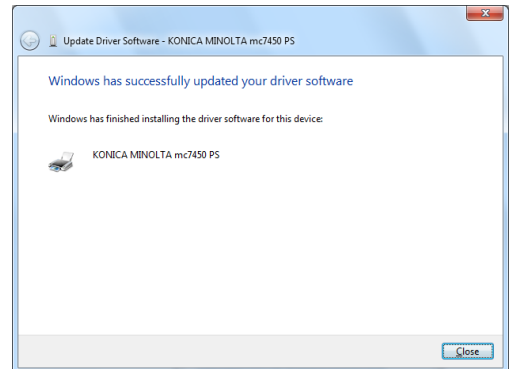 Update Driver Software - KONICA MINOLTA mc7450 PS
Windows has successfully updated your driver software
Windows has finished installing the driver software for this device:
KONICA MINOLTA mc7450 PS
Close